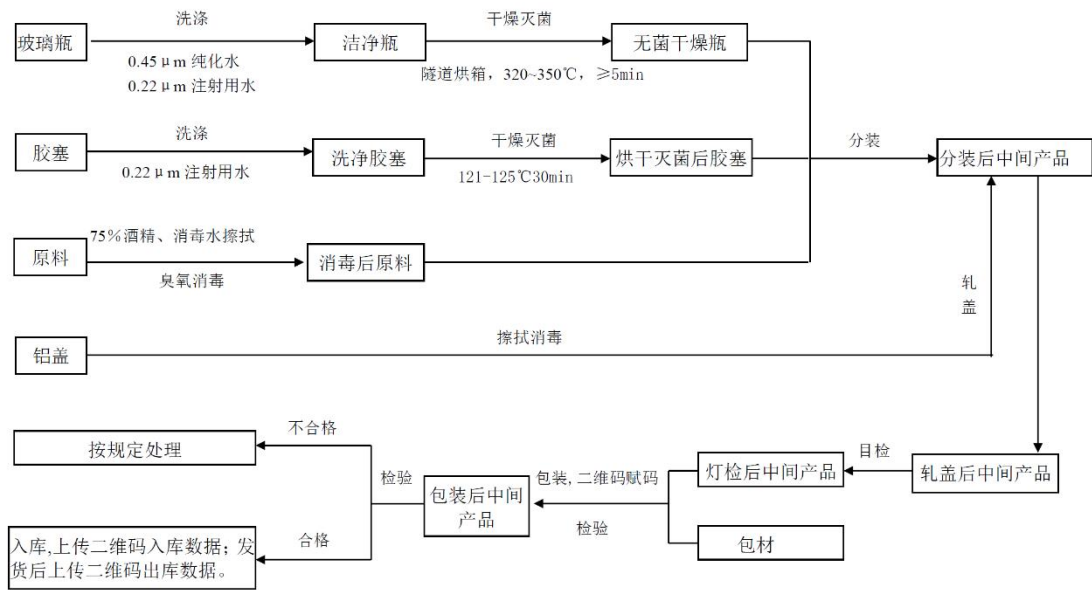 玻璃瓶
洗涤
0.45μm 纯化水
0.22μm 注射用水
洁净瓶
干燥灭菌
隧道烘箱，320~350℃，≥5min
无菌干燥瓶
胶塞
洗涤
0.22μm 注射用水
洗净胶塞
干燥灭菌
121-125℃30min
烘干灭菌后胶塞
分装
分装后中间产品
原料
75%酒精、消毒水擦拭
臭氧消毒
消毒后原料
铝盖
擦拭消毒
轧
盖
轧盖后中间产品
目检
灯检后中间产品
包材
包装,二维码赋码
检验
包装后中间
产品
检验
不合格
按规定处理
合格
入库,上传二维码入库数据；发
货后上传二维码出库数据。